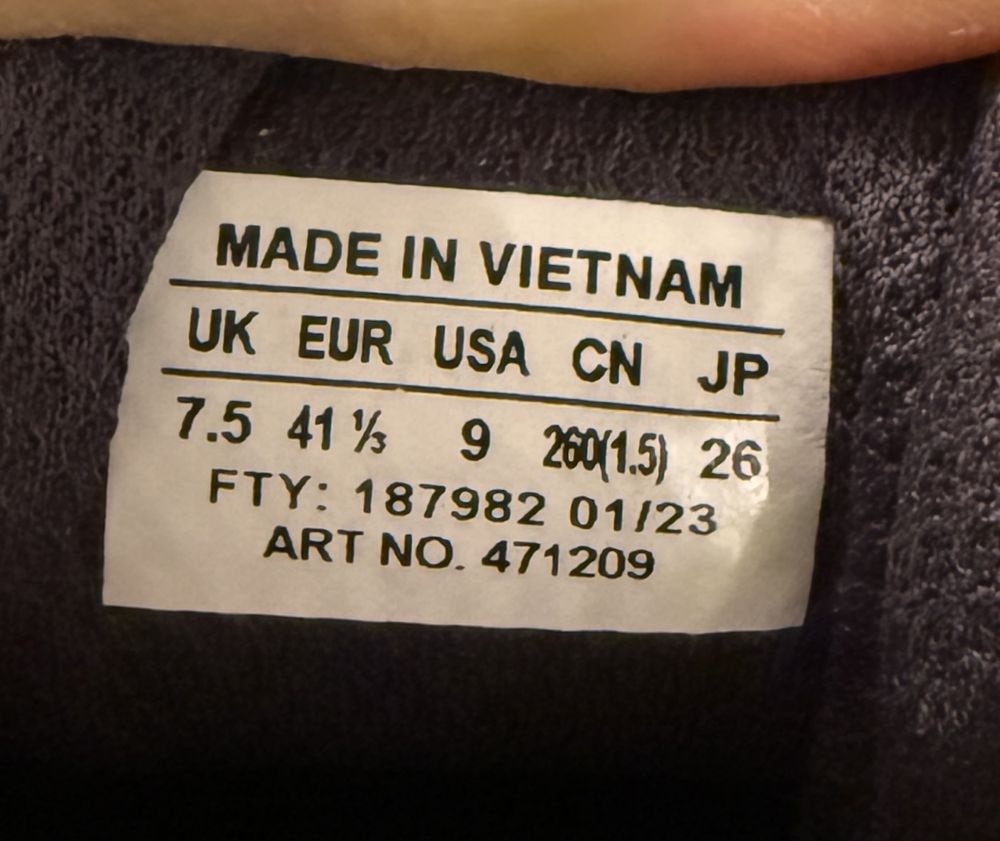 MADE IN VIETNAM
UK EUR USA CN JP
7.5 41 ⅓ 9 260(1.5) 26
FTY: 187982 01/23
ART NO. 471209